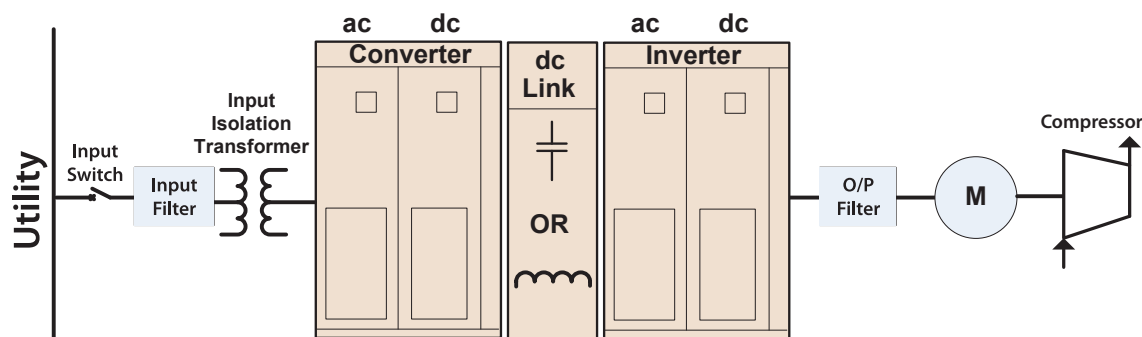 Utility
Input
Switch
Input
Filter
Input
Isolation
Transformer
ac dc
Converter
dc
Link
OR
ac dc
Inverter
O/P
Filter
M
Compressor